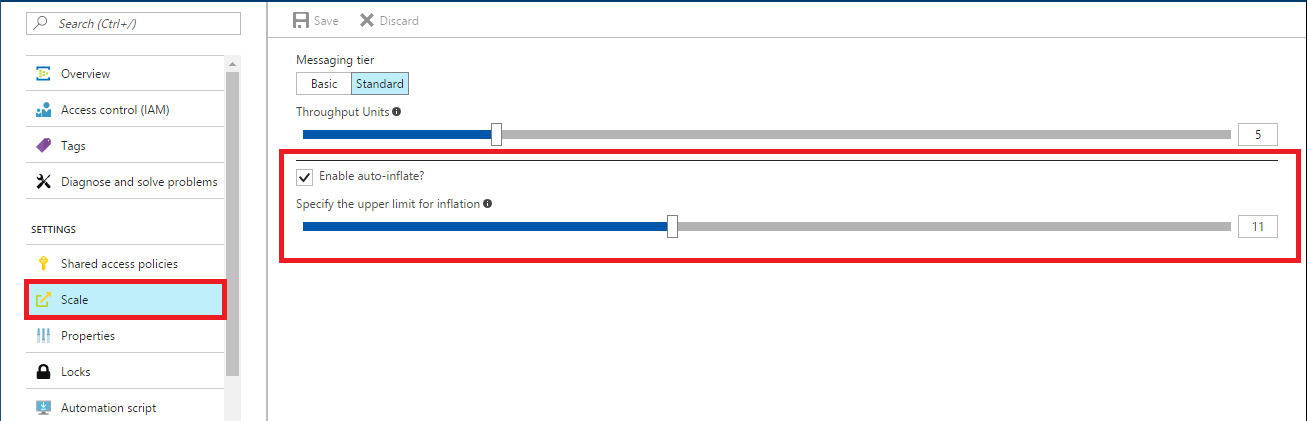 Search (Ctrl+/)
Overview
Access control (IAM)
Tags
Diagnose and solve problems
SETTINGS
Shared access policies
Scale
Properties
Locks
Automation script
Save Discard
Messaging tier
Basic Standard
Throughput Units
5
Enable auto-inflate?
Specify the upper limit for inflation
11